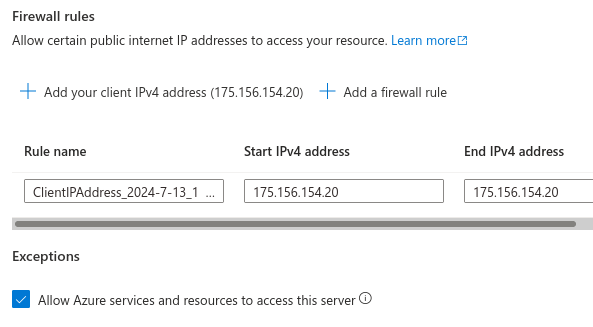 Firewall rules
Allow certain public internet IP addresses to access your resource. Learn more
Add your client IPv4 address (175.156.154.20) Add a firewall rule
Rule name Start IPv4 address End IPv4 address
ClientIPAddress_2024-7-13_1 ... 175.156.154.20 175.156.154.20
Exceptions
Allow Azure services and resources to access this server